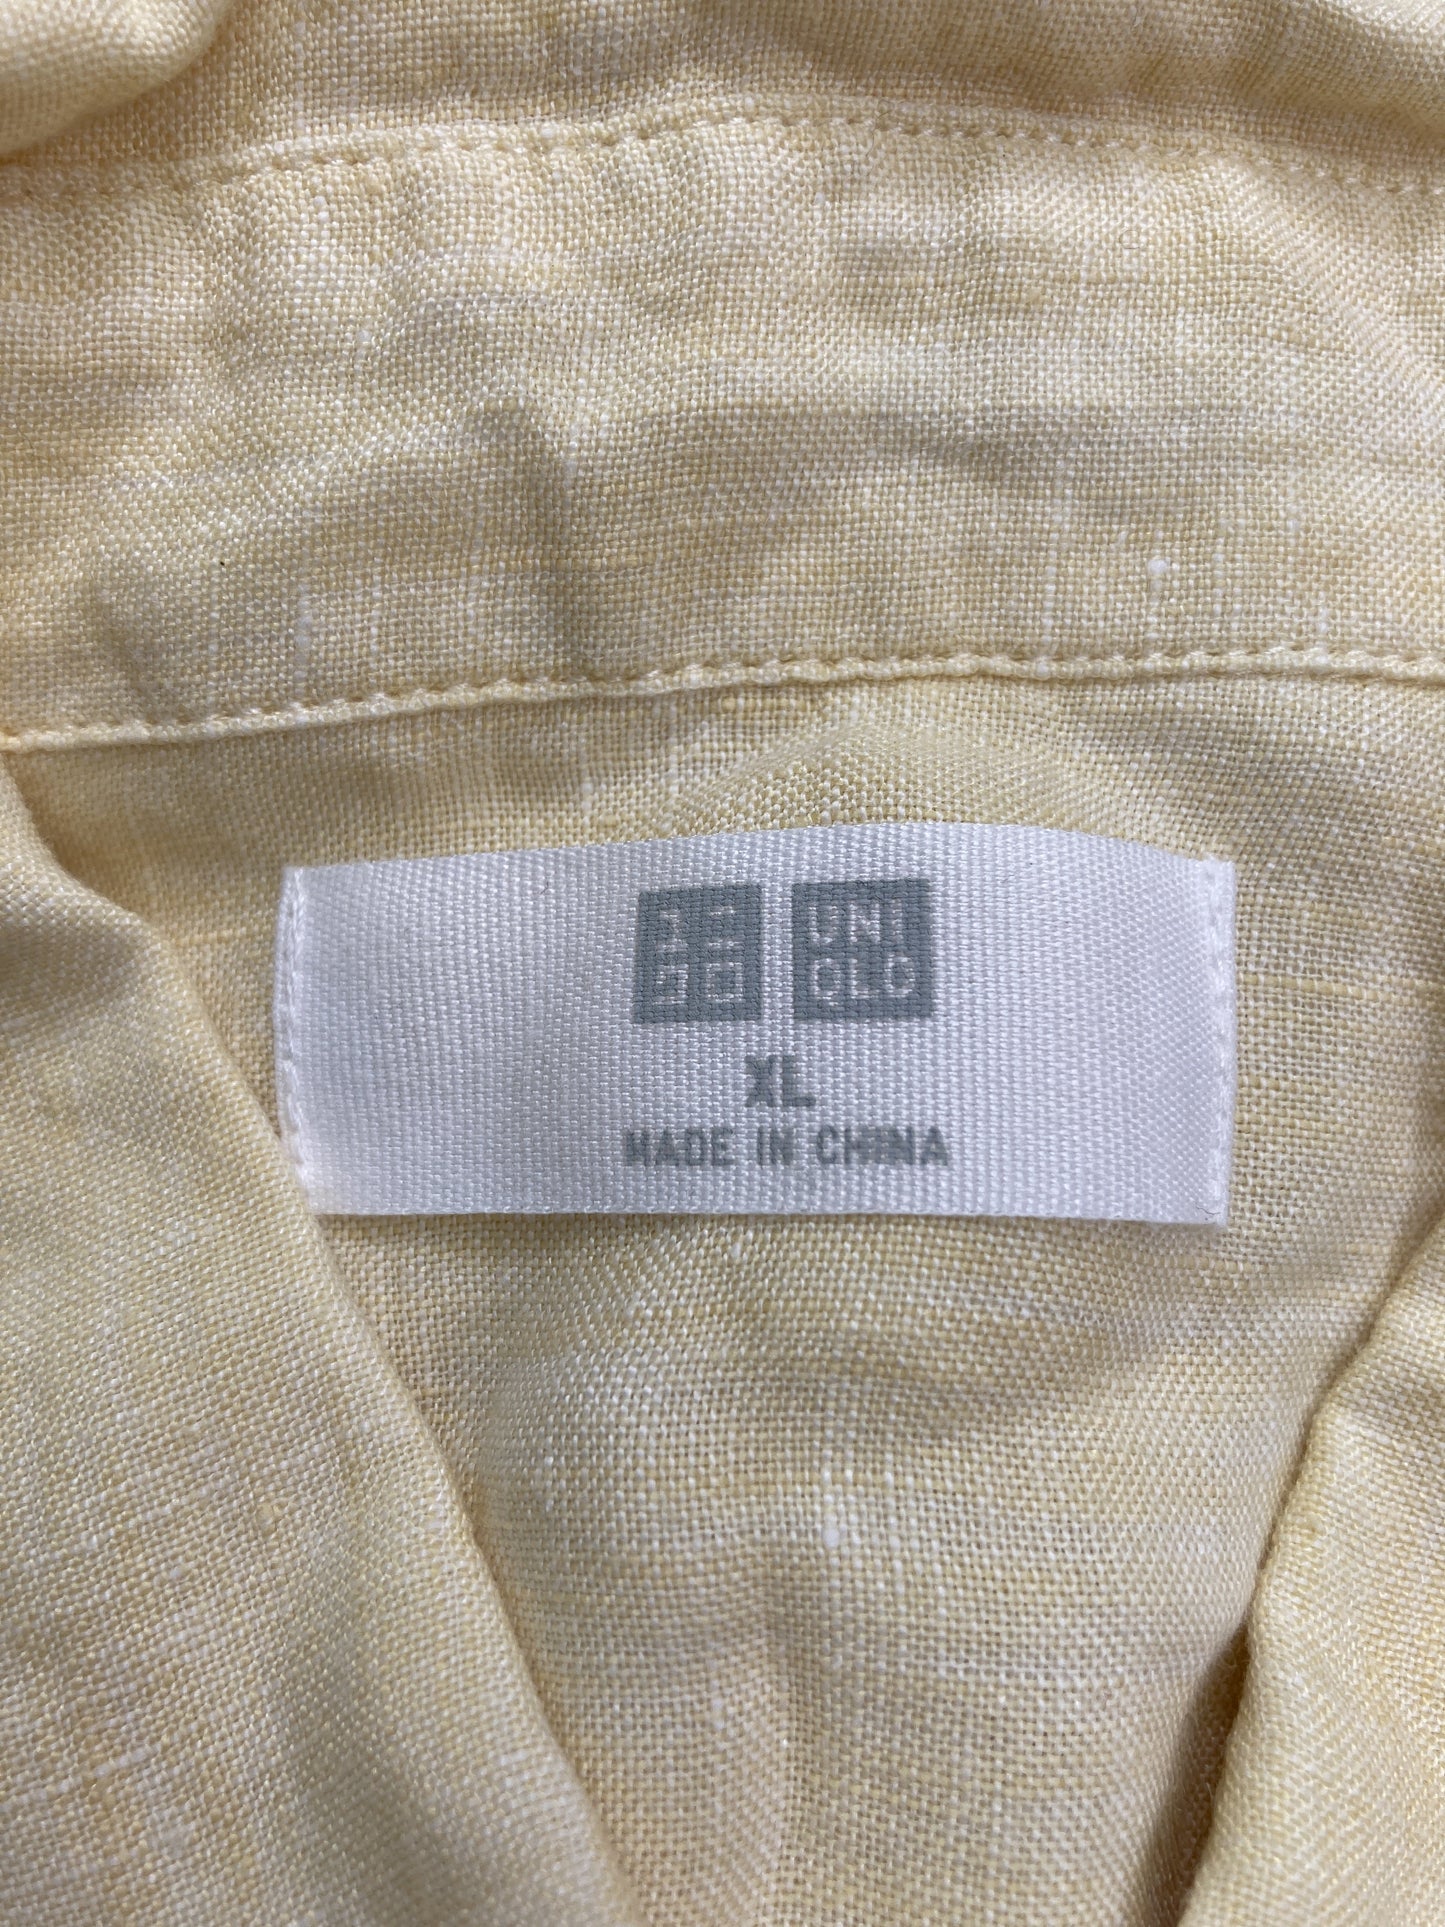 ユニ UNI
クロ QLO
XL
MADE IN CHINA